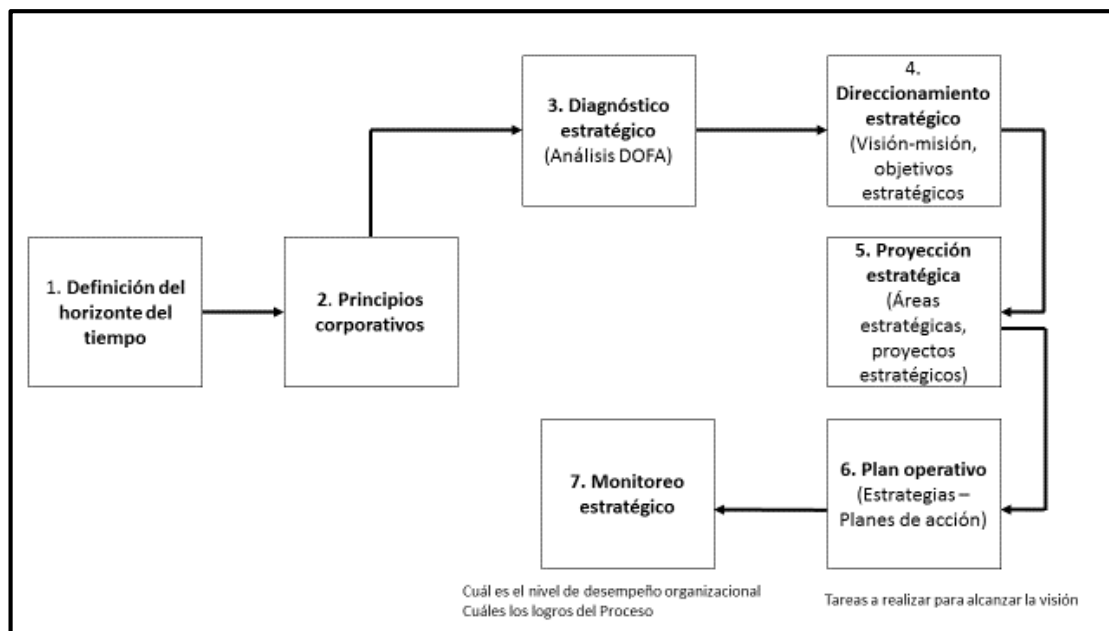 1. Definición del
horizonte del
tiempo
2. Principios
corporativos
3. Diagnóstico
estratégico
(Análisis DOFA)
4.
Direccionamiento
estratégico
(Visión-misión,
objetivos
estratégicos
5. Proyección
estratégica
(Áreas
estratégicas,
proyectos
estratégicos)
6. Plan operativo
(Estrategias –
Planes de acción)
Tareas a realizar para alcanzar la visión
7. Monitoreo
estratégico
Cuál es el nivel de desempeño organizacional
Cuáles los logros del Proceso